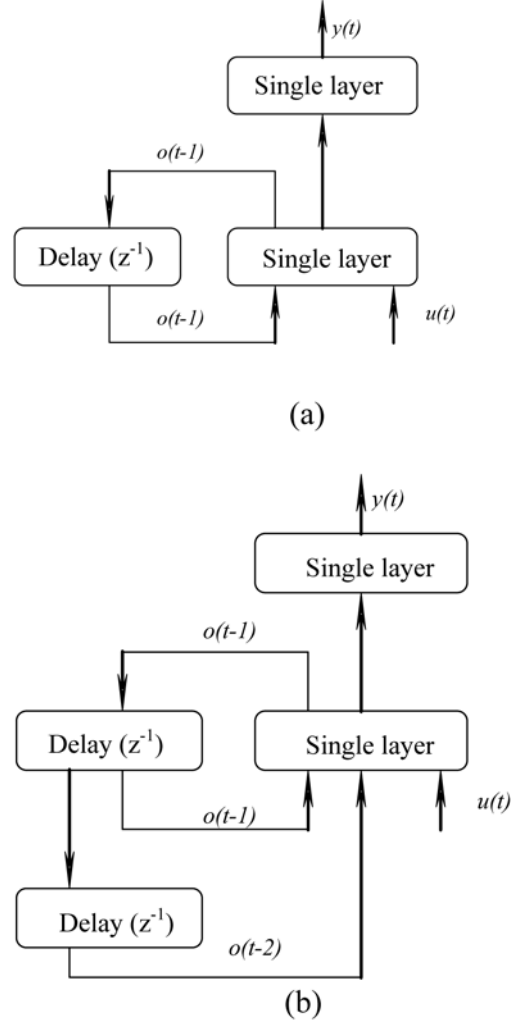 y(t)
Single layer
o(t-1)
Delay (z⁻¹)
Single layer
o(t-1)
u(t)
(a)
y(t)
Single layer
o(t-1)
Delay (z⁻¹)
Single layer
o(t-1)
u(t)
Delay (z⁻¹)
o(t-2)
(b)